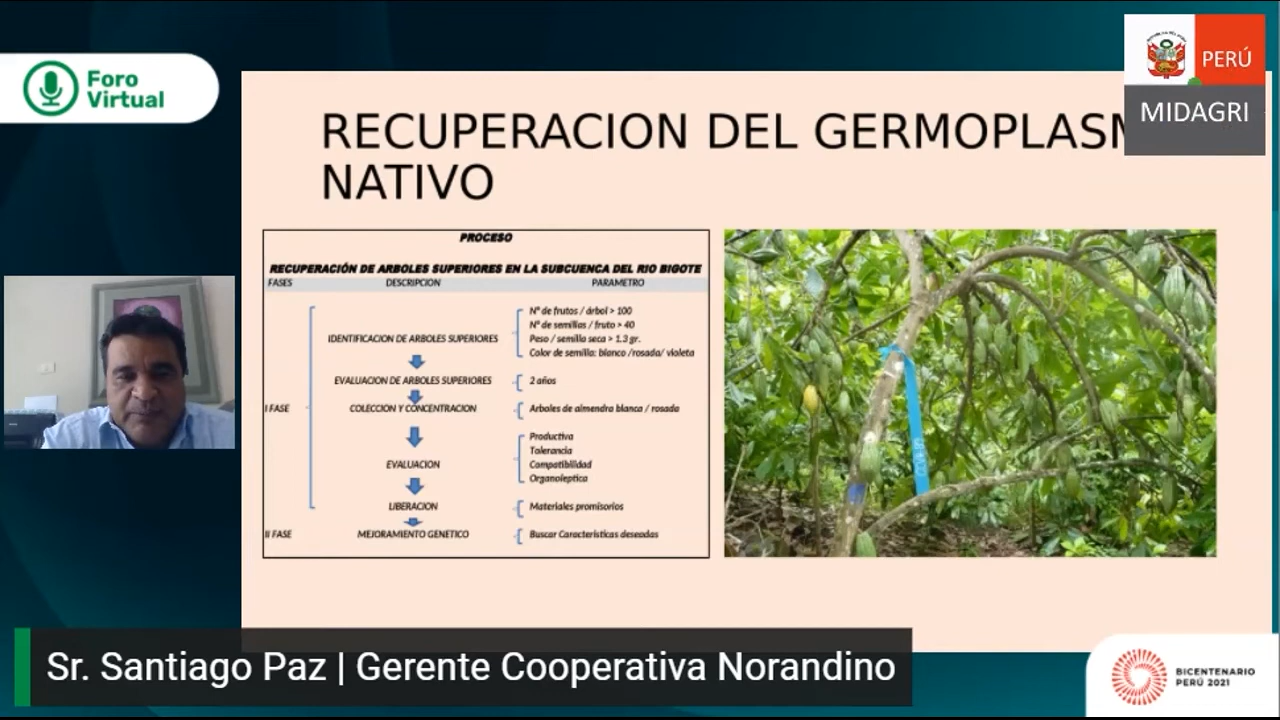 Foro
Virtual
PERÚ
MIDAGRI
RECUPERACION DEL GERMOPLASM
NATIVO
PROCESO
RECUPERACIÓN DE ARBOLES SUPERIORES EN LA SUBCUENCA DEL RIO BIGOTE
FASES DESCRIPCION PARAMETRO
I FASE
IDENTIFICACION DE ARBOLES SUPERIORES
N° de frutos / árbol > 100
N° de semillas / fruto > 40
Peso / semilla seca > 1.3 gr.
Color de semilla: blanco /rosada/ violeta
EVALUACION DE ARBOLES SUPERIORES
2 años
COLECCION Y CONCENTRACION
Arboles de almendra blanca / rosada
EVALUACION
Productiva
Tolerancia
Compatibilidad
Organoleptica
LIBERACION
Materiales promisorios
II FASE
MEJORAMIENTO GENETICO
Buscar Características deseadas
Sr. Santiago Paz | Gerente Cooperativa Norandino
BICENTENARIO
PERÚ 2021